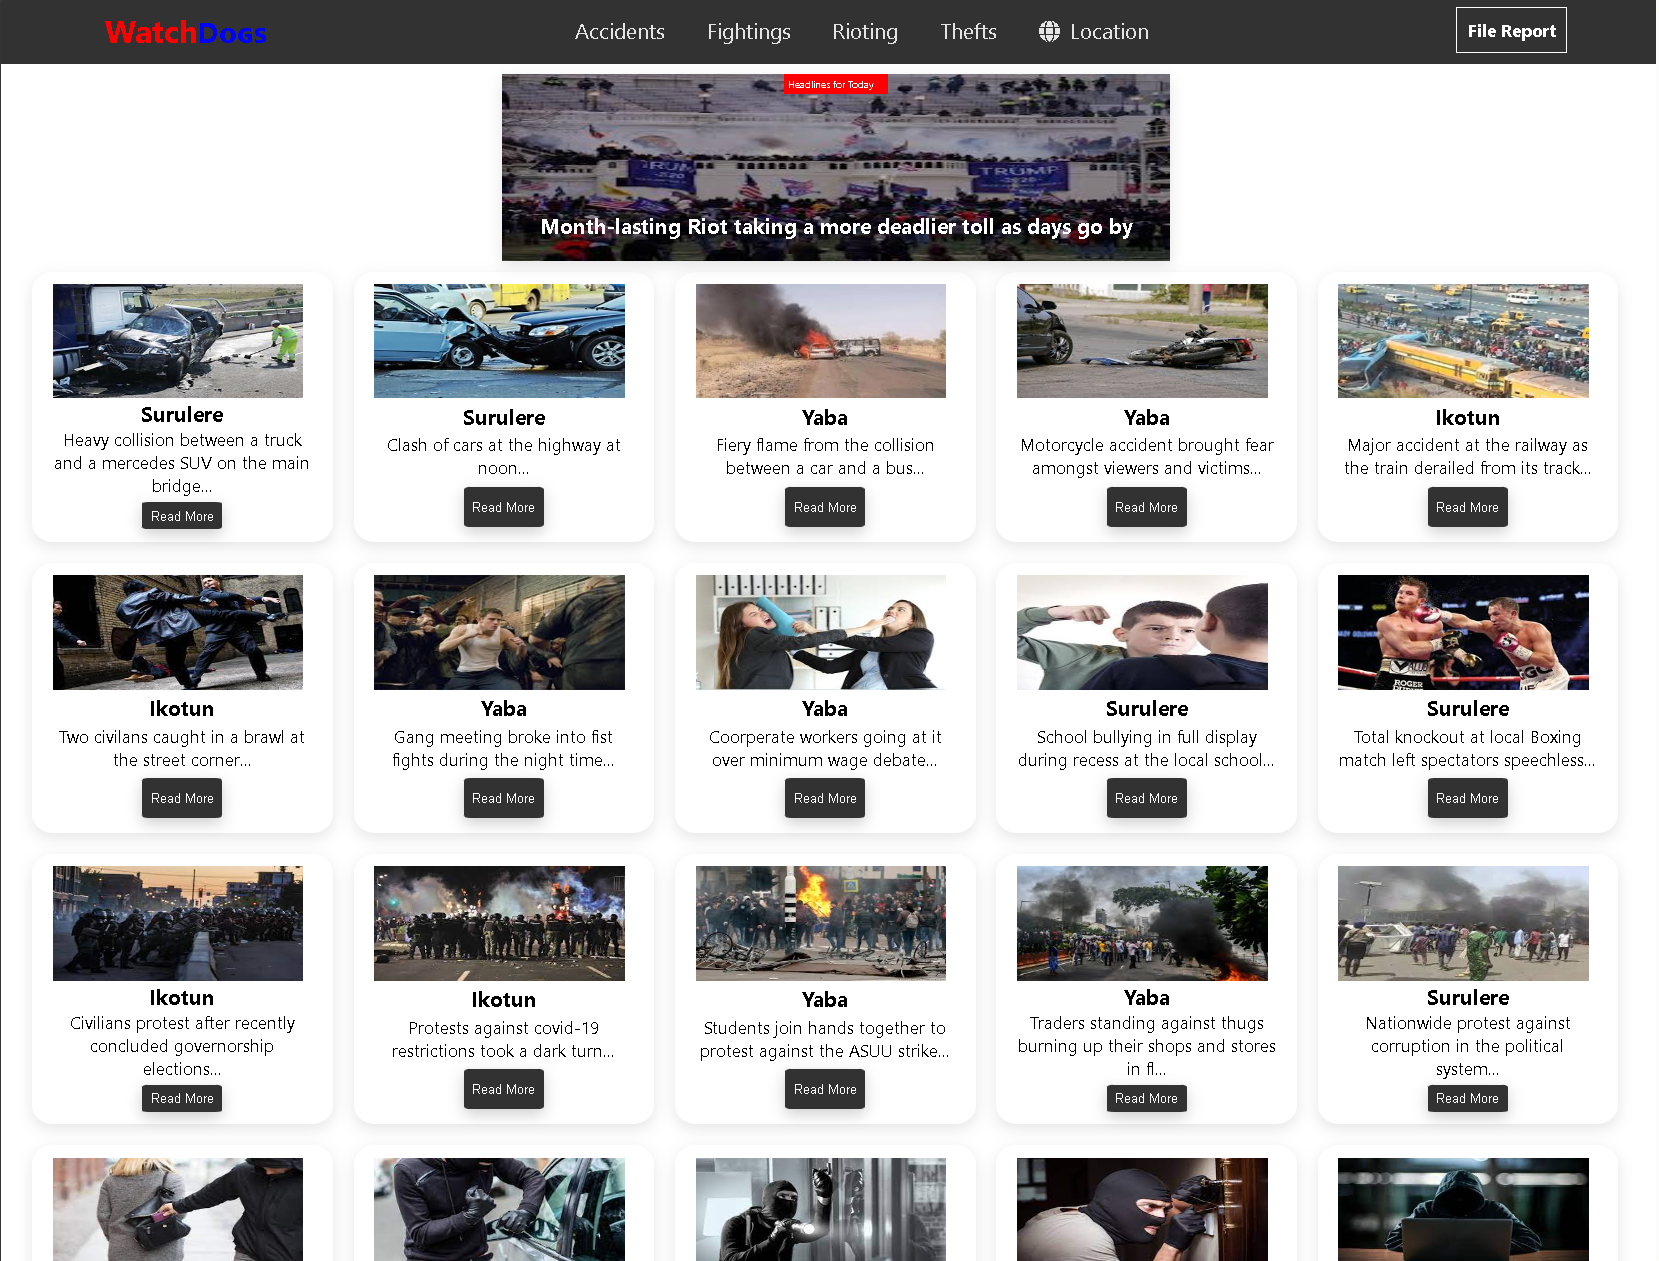 WatchDogs
Accidents
Fightings
Rioting
Thefts
Location
File Report
Headlines for Today
TRUMP
Month-lasting Riot taking a more deadlier toll as days go by
Surulere
Heavy collision between a truck
and a mercedes SUV on the main
bridge...
Read More
Surulere
Clash of cars at the highway at
noon...
Read More
Yaba
Fiery flame from the collision
between a car and a bus...
Read More
Yaba
Motorcycle accident brought fear
amongst viewers and victims...
Read More
Ikotun
Major accident at the railway as
the train derailed from its track...
Read More
Ikotun
Two civilans caught in a brawl at
the street corner...
Read More
Yaba
Gang meeting broke into fist
fights during the night time...
Read More
Yaba
Coorperate workers going at it
over minimum wage debate...
Read More
Surulere
School bullying in full display
during recess at the local school...
Read More
ROGER
Surulere
Total knockout at local Boxing
match left spectators speechless...
Read More
Ikotun
Civilians protest after recently
concluded governorship
elections...
Read More
Ikotun
Protests against covid-19
restrictions took a dark turn...
Read More
Yaba
Students join hands together to
protest against the ASUU strike...
Read More
Yaba
Traders standing against thugs
burning up their shops and stores
in fl...
Read More
Surulere
Nationwide protest against
corruption in the political
system...
Read More